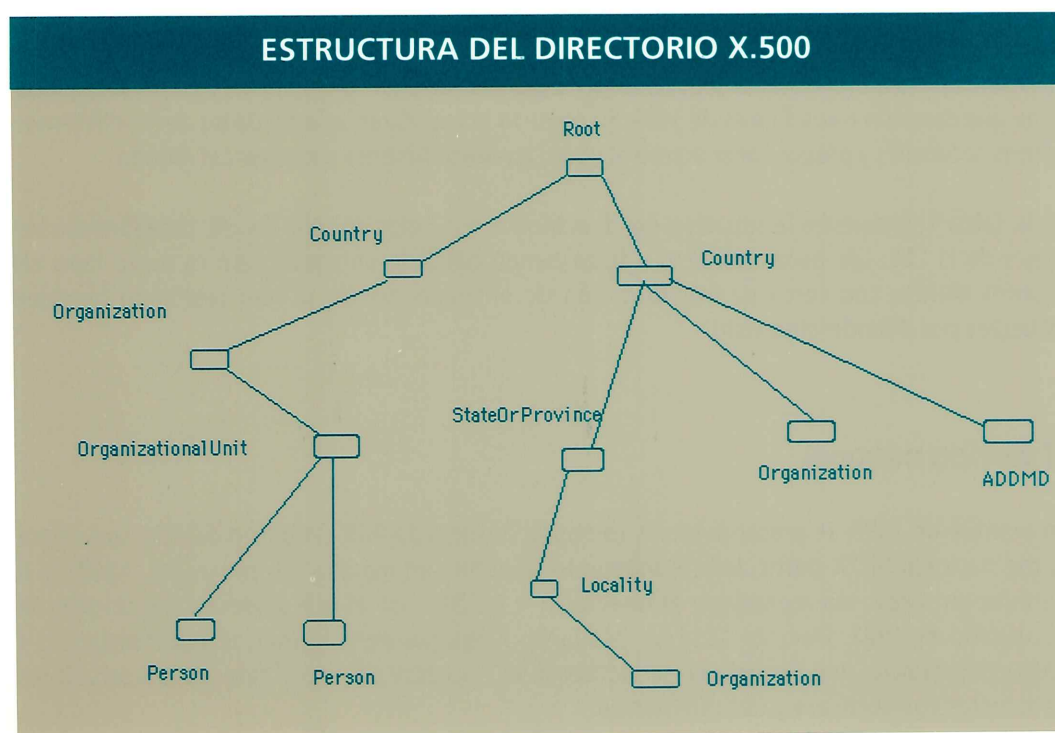 ESTRUCTURA DEL DIRECTORIO X.500
Root
Country
Country
Organization
StateOrProvince
OrganizationalUnit
Organization
ADDMD
Locality
Person
Person
Organization